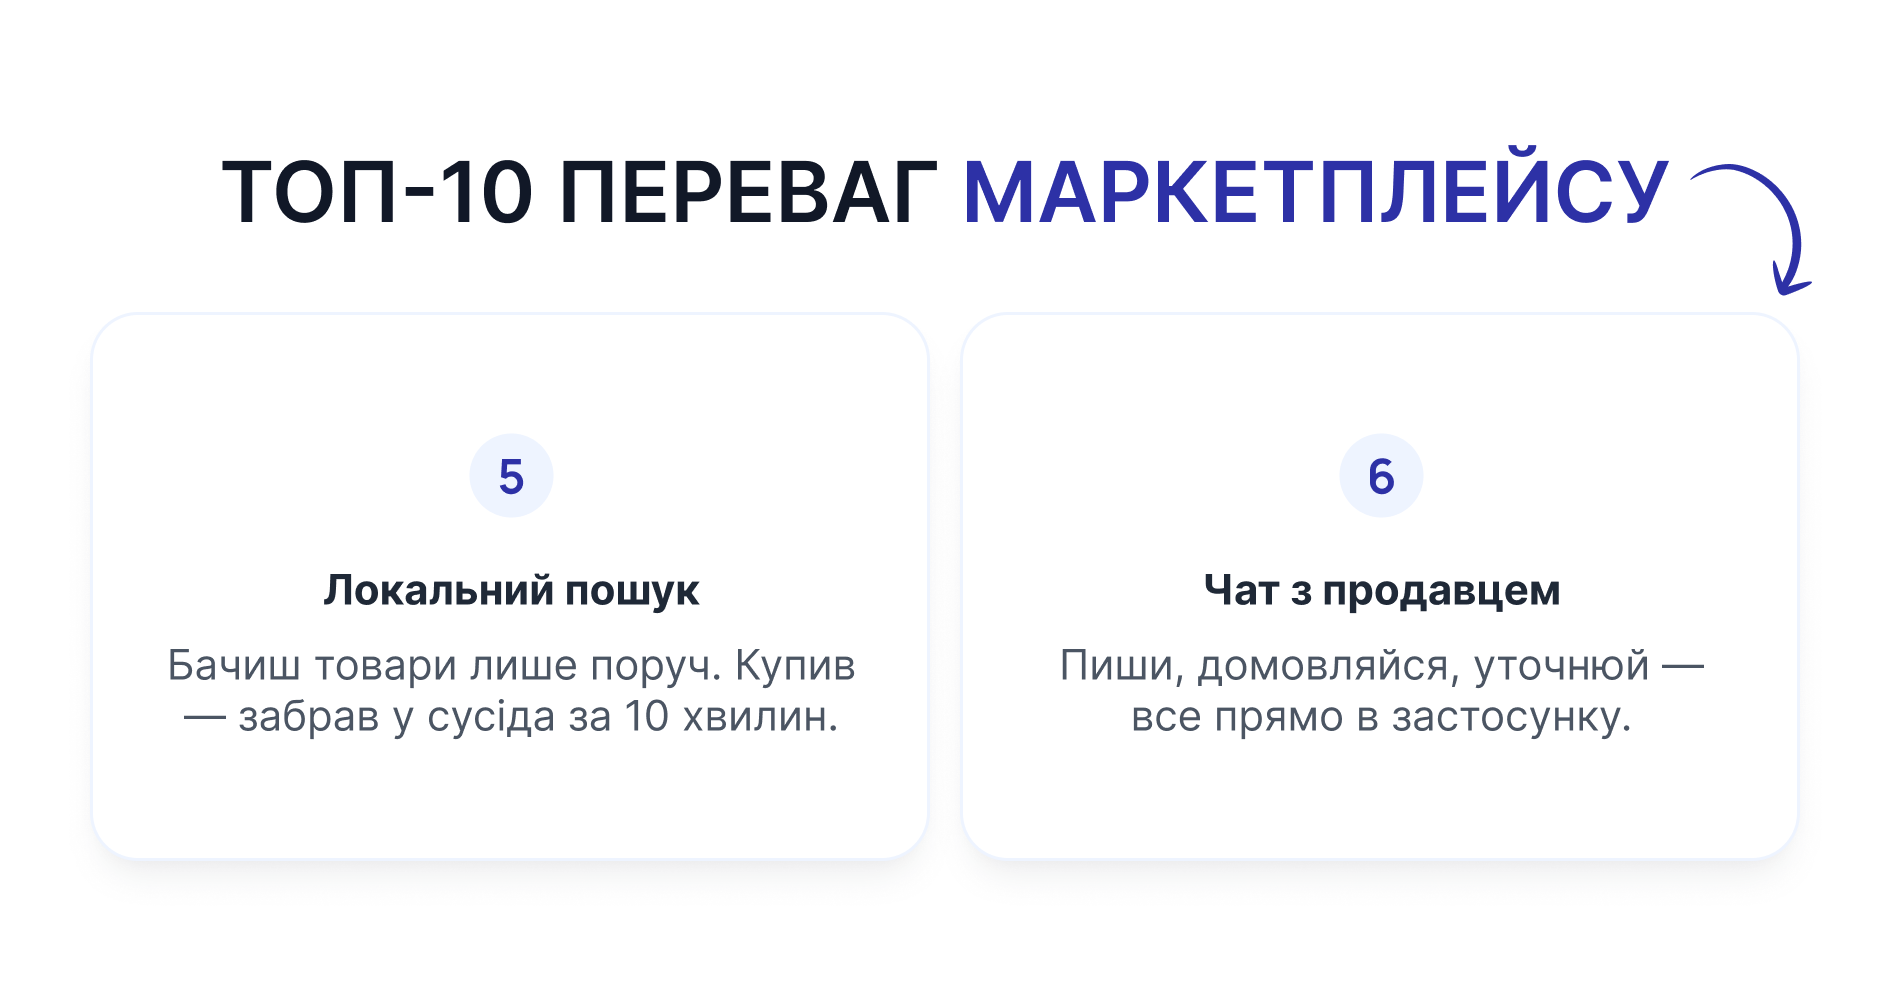 ТОП-10 ПЕРЕВАГ МАРКЕТПЛЕЙСУ
5
Локальний пошук
Бачиш товари лише поруч. Купив
— забрав у сусіда за 10 хвилин.
6
Чат з продавцем
Пиши, домовляйся, уточнюй —
все прямо в застосунку.